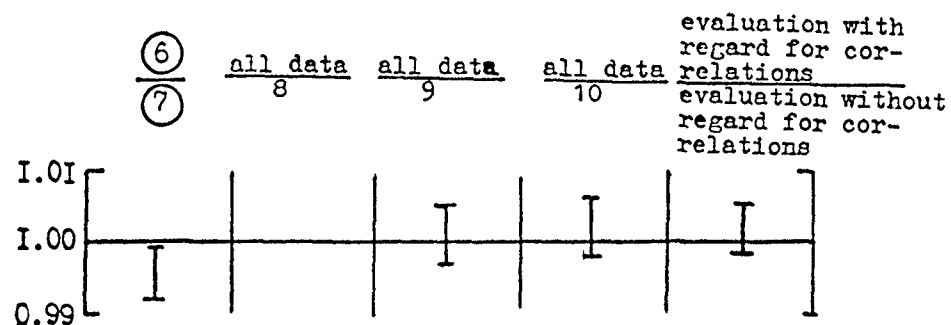 6
7
all data
8
all data
9
all data
10
evaluation with
regard for cor-
relations
evaluation without
regard for cor-
relations
I.0I
I.00
0.99